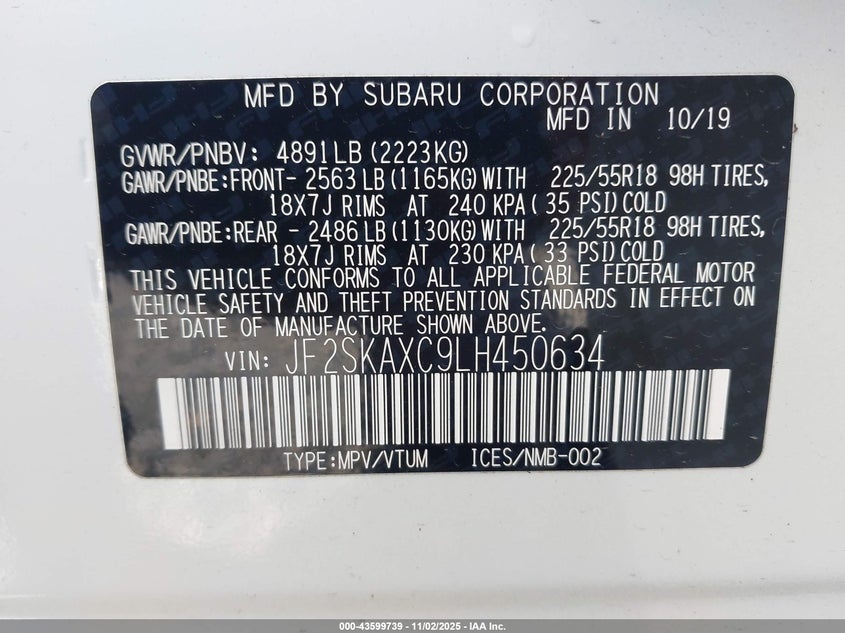 MFD BY SUBARU CORPORATION
MFD IN 10/19
GVWR/PNBV: 4891LB (2223KG)
GAWR/PNBE:FRONT- 2563 LB (1165KG) WITH 225/55R18 98H TIRES,
18X7J RIMS AT 240 KPA ( 35 PSI) COLD
GAWR/PNBE:REAR - 2486 LB (1130KG) WITH 225/55R18 98H TIRES,
18X7J RIMS AT 230 KPA ( 33 PSI) COLD
THIS VEHICLE CONFORMS TO ALL APPLICABLE FEDERAL MOTOR
VEHICLE SAFETY AND THEFT PREVENTION STANDARDS IN EFFECT ON
THE DATE OF MANUFACTURE SHOWN ABOVE.
VIN: JF2SKAXC9LH450634
TYPE:MPV/VTUM ICES/NMB-002
000-43599739 - 11/02/2025 - IAA Inc.